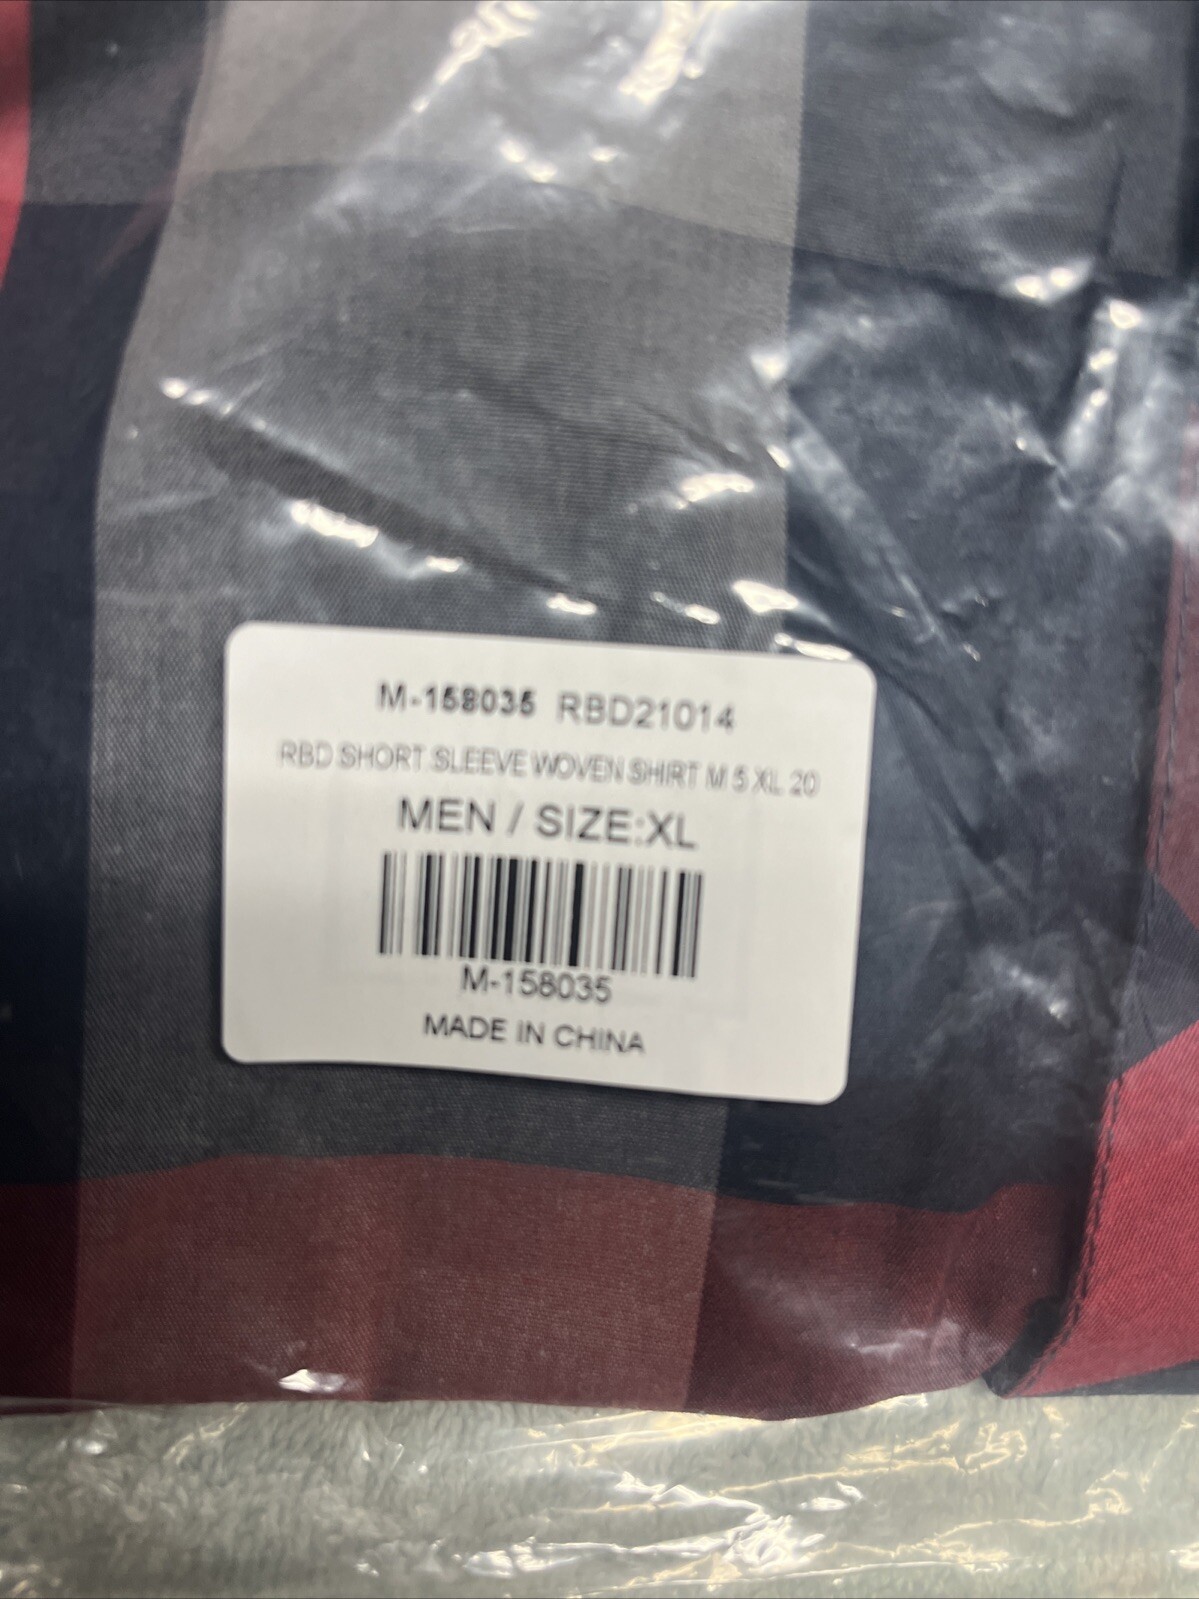 M-158035 RBD21014
RBD SHORT SLEEVE WOVEN SHIRT M 5 XL 20
MEN / SIZE:XL
M-158035
MADE IN CHINA